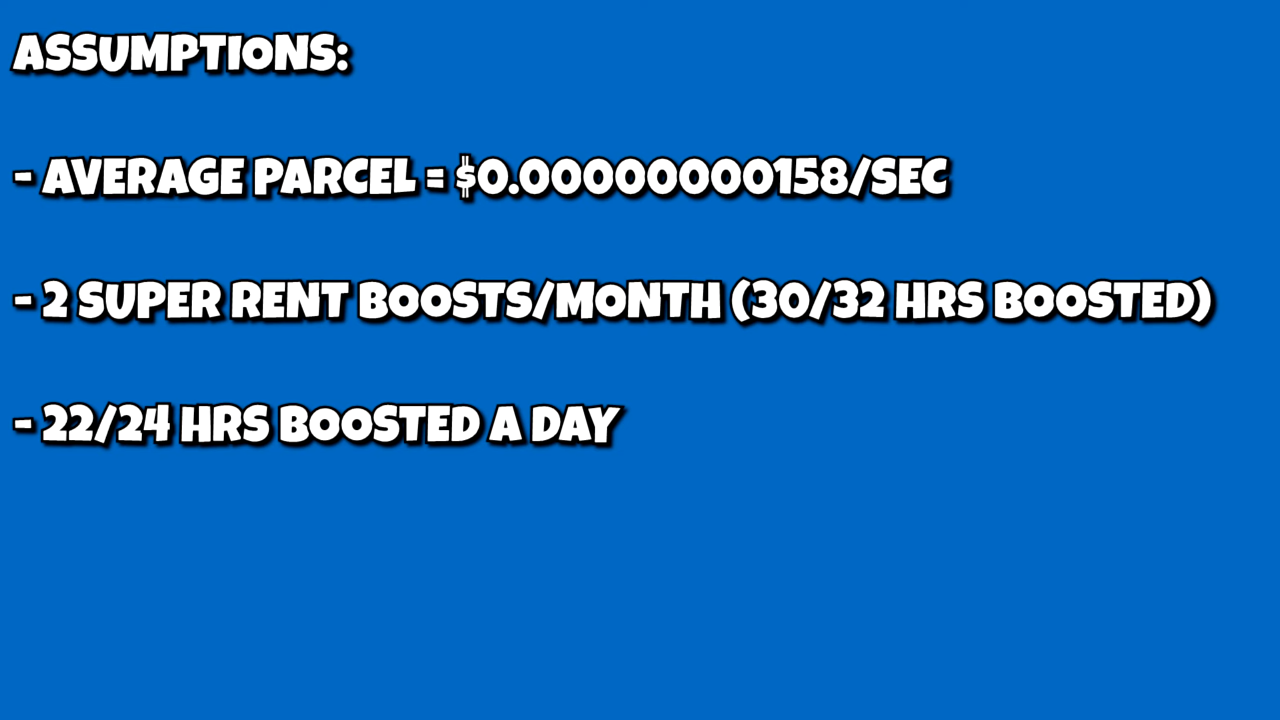 ASSUMPTIONS:
- AVERAGE PARCEL = $0.00000000158/SEC
- 2 SUPER RENT BOOSTS/MONTH (30/32 HRS BOOSTED)
- 22/24 HRS BOOSTED A DAY